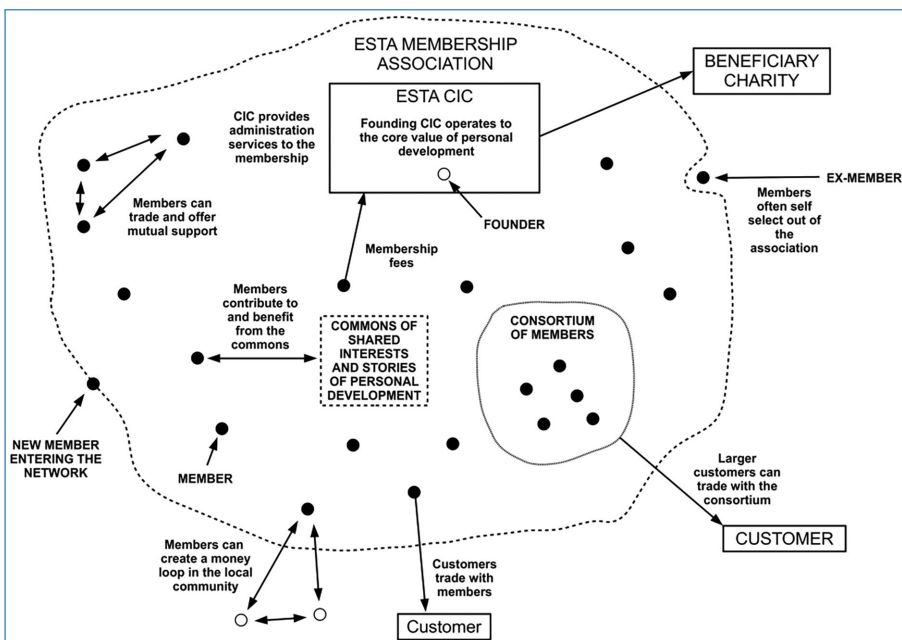 ESTA MEMBERSHIP
ASSOCIATION
BENEFICIARY
CHARITY
ESTA CIC
Founding CIC operates to
the core value of personal
development
CIC provides
administration
services to the
membership
FOUNDER
EX-MEMBER
Members
often self
select out of
the
association
Members can
trade and offer
mutual support
Membership
fees
Members
contribute to
and benefit
from the
commons
COMMONS OF
SHARED
INTERESTS
AND STORIES
OF PERSONAL
DEVELOPMENT
CONSORTIUM
OF MEMBERS
NEW MEMBER
ENTERING THE
NETWORK
MEMBER
Larger
customers can
trade with the
consortium
CUSTOMER
Members can
create a money
loop in the local
community
Customers
trade with
members
Customer